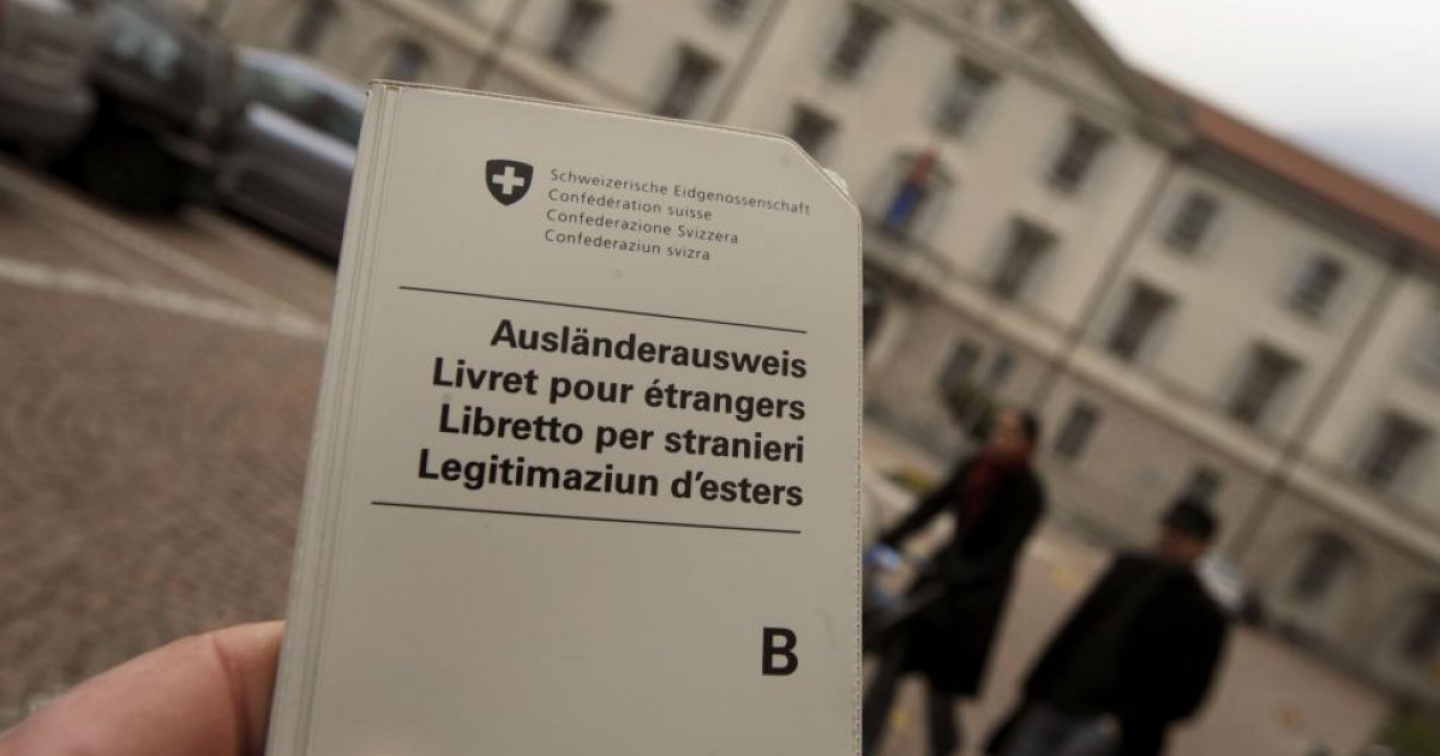 Schweizerische Eidgenossenschaft
Confédération suisse
Confederazione Svizzera
Confederaziun svizra
Ausländerausweis
Livret pour étrangers
Libretto per stranieri
Legitimaziun d'esters
B